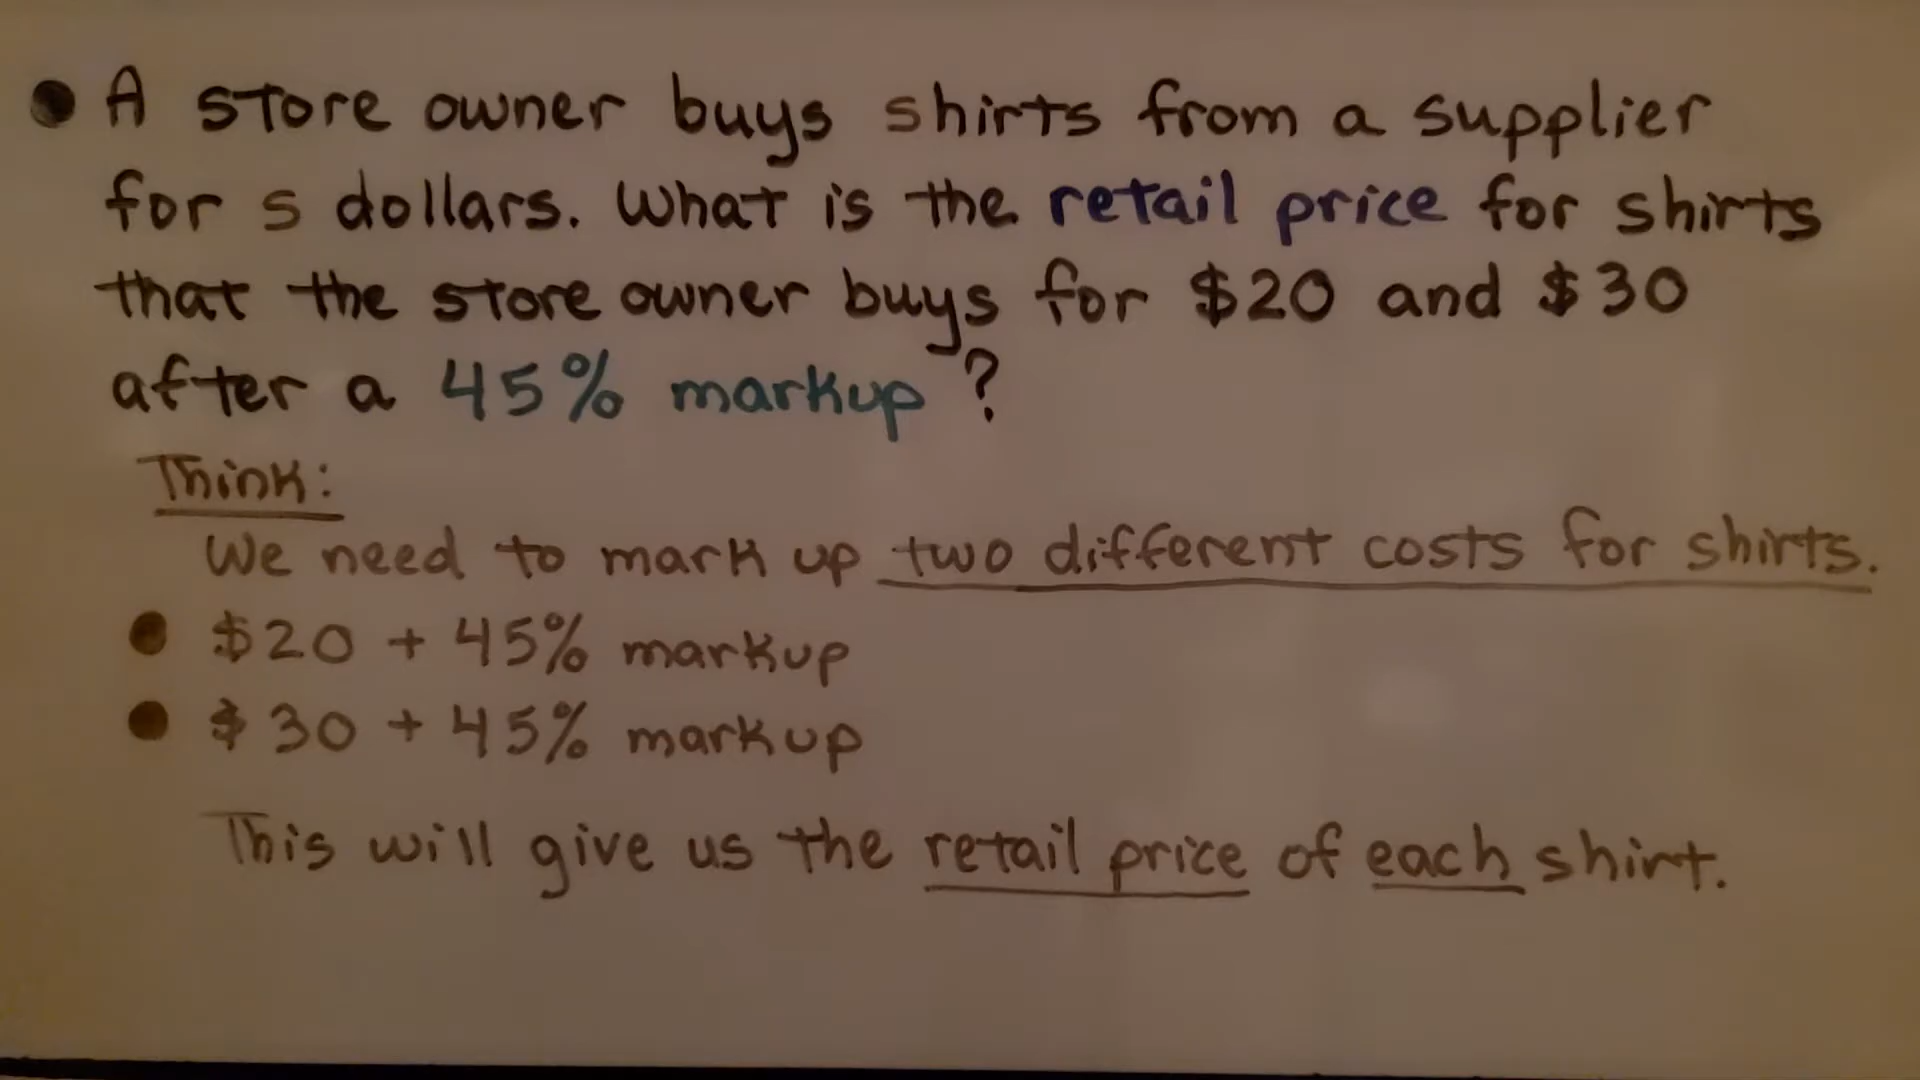 • A store owner buys shirts from a supplier
for s dollars. What is the retail price for shirts
that the store owner buys for $20 and $30
after a 45% markup?
Think:
We need to mark up two different costs for shirts.
• $20 + 45% markup
• $30 + 45% markup
This will give us the retail price of each shirt.